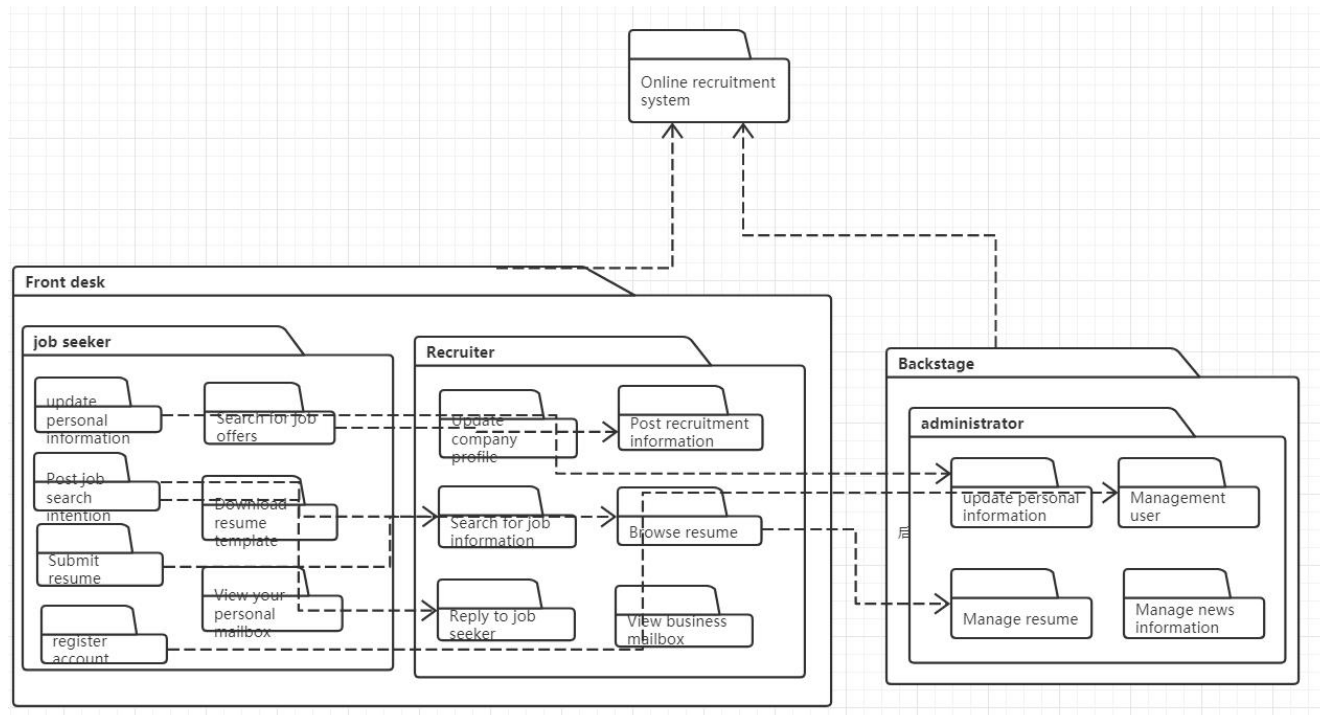 Online recruitment
system
Front desk
job seeker
update
personal
information
Search for job
offers
Post job
search
intention
Download
resume
template
Submit
resume
View your
personal
mailbox
register
account
Recruiter
Update
company
profile
Post recruitment
information
Search for job
information
Browse resume
Reply to job
seeker
View business
mailbox
Backstage
administrator
update personal
information
Management
user
后
Manage resume
Manage news
information